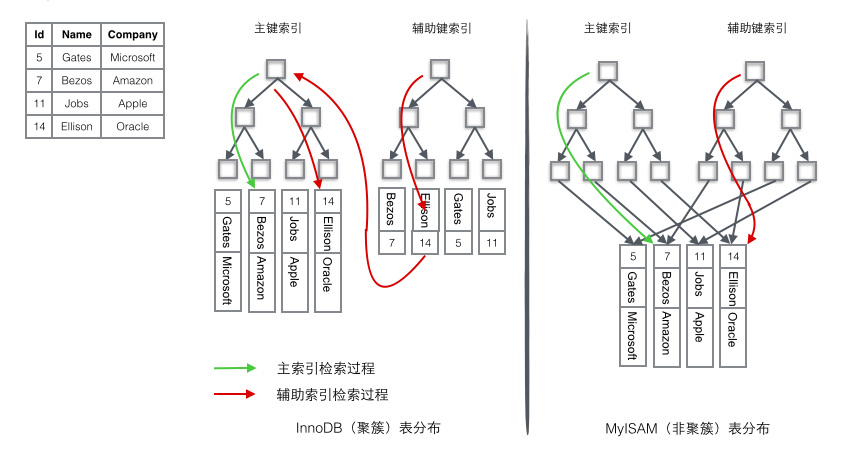 Id Name Company
5 Gates Microsoft
7 Bezos Amazon
11 Jobs Apple
14 Ellison Oracle
主键索引
辅助键索引
5 Gates Microsoft
7 Bezos Amazon
11 Jobs Apple
14 Ellison Oracle
Bezos 7
Ellison 14
Gates 5
Jobs 11
主索引检索过程
辅助索引检索过程
InnoDB（聚簇）表分布
主键索引
辅助键索引
5 Gates Microsoft
7 Bezos Amazon
11 Jobs Apple
14 Ellison Oracle
MyISAM（非聚簇）表分布